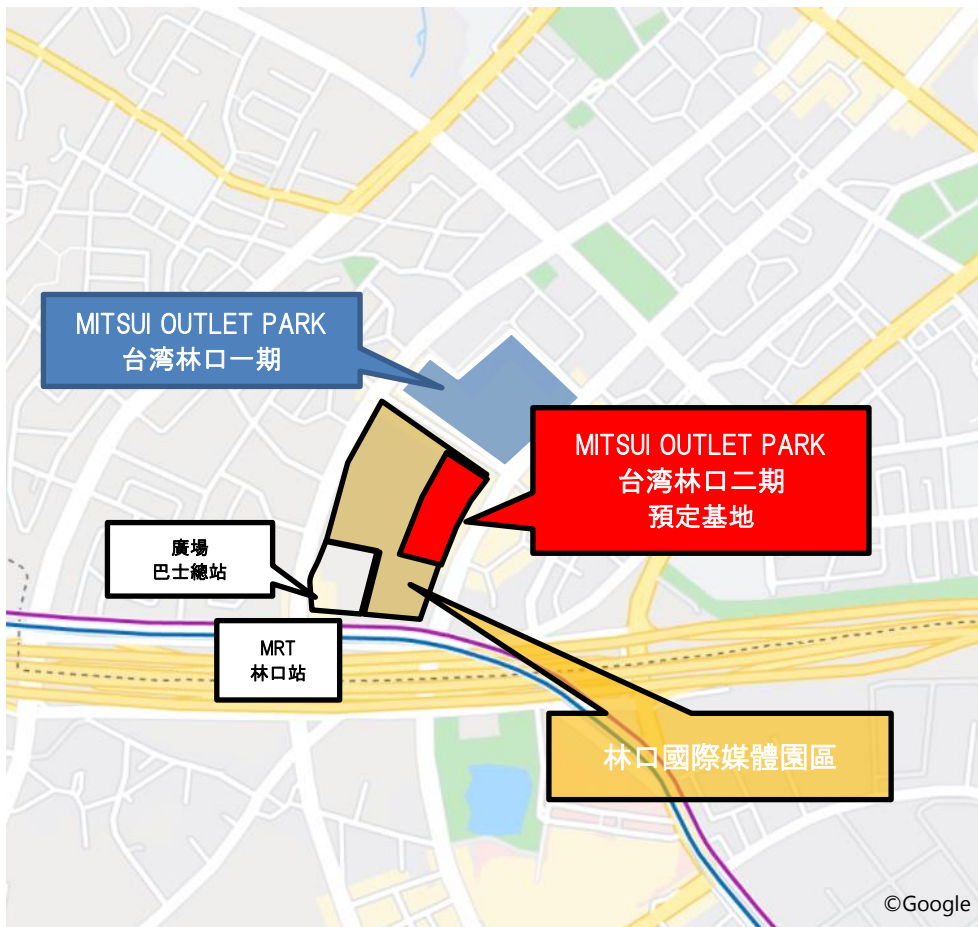 MITSUI OUTLET PARK
台湾林口一期
MITSUI OUTLET PARK
台湾林口二期
預定基地
廣場
巴士總站
MRT
林口站
林口國際媒體園區
©Google